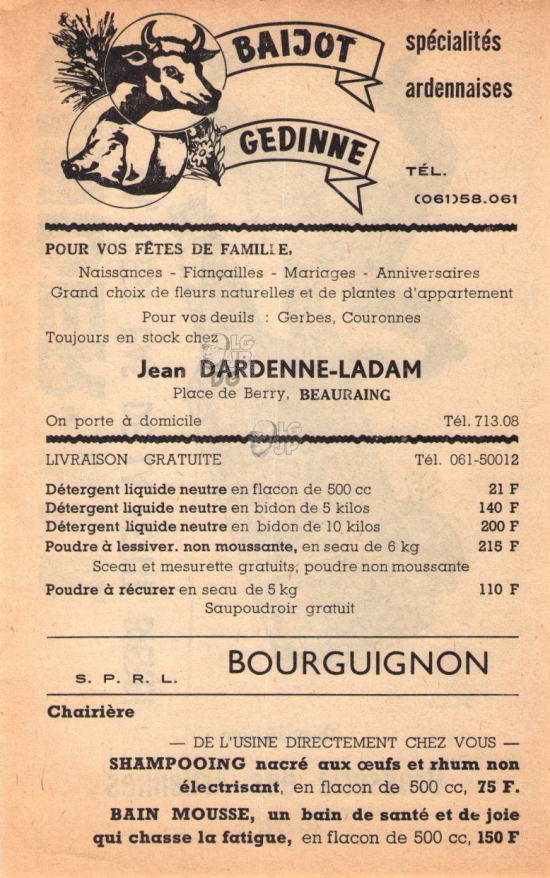 BAIJOT
GEDINNE
spécialités
ardennaises
TÉL.
(061)58.061
POUR VOS FÊTES DE FAMILLE,
Naissances - Fiançailles - Mariages - Anniversaires
Grand choix de fleurs naturelles et de plantes d'appartement
Pour vos deuils : Gerbes, Couronnes
Toujours en stock chez
Jean DARDENNE-LADAM
Place de Berry, BEAURAING
On porte à domicile Tél. 713.08
LIVRAISON GRATUITE Tél. 061-50012
Détergent liquide neutre en flacon de 500 cc 21 F
Détergent liquide neutre en bidon de 5 kilos 140 F
Détergent liquide neutre en bidon de 10 kilos 200 F
Poudre à lessiver. non moussante, en seau de 6 kg 215 F
Sceau et mesurette gratuits, poudre non moussante
Poudre à récurer en seau de 5 kg 110 F
Saupoudroir gratuit
S. P. R. L. BOURGUIGNON
Chairière
— DE L'USINE DIRECTEMENT CHEZ VOUS —
SHAMPOOING nacré aux œufs et rhum non
électrisant, en flacon de 500 cc, 75 F.
BAIN MOUSSE, un bain de santé et de joie
qui chasse la fatigue, en flacon de 500 cc, 150 F